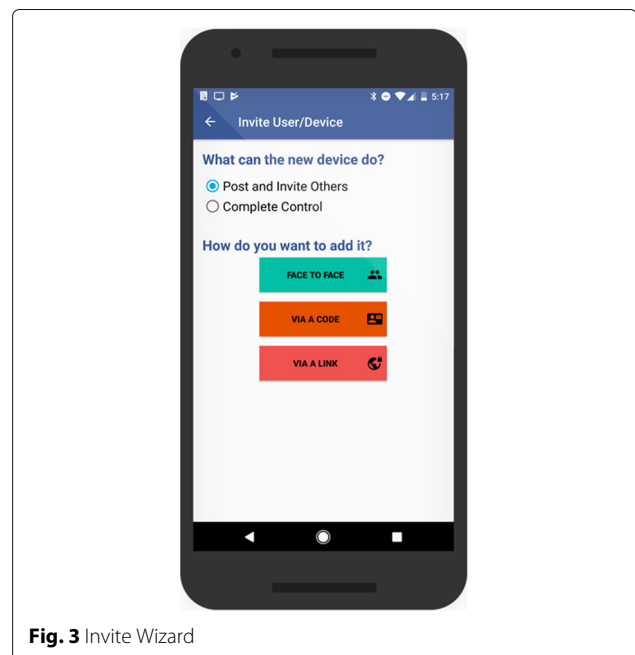 5:17
Invite User/Device
What can the new device do?
Post and Invite Others
Complete Control
How do you want to add it?
FACE TO FACE
VIA A CODE
VIA A LINK
Fig. 3 Invite Wizard